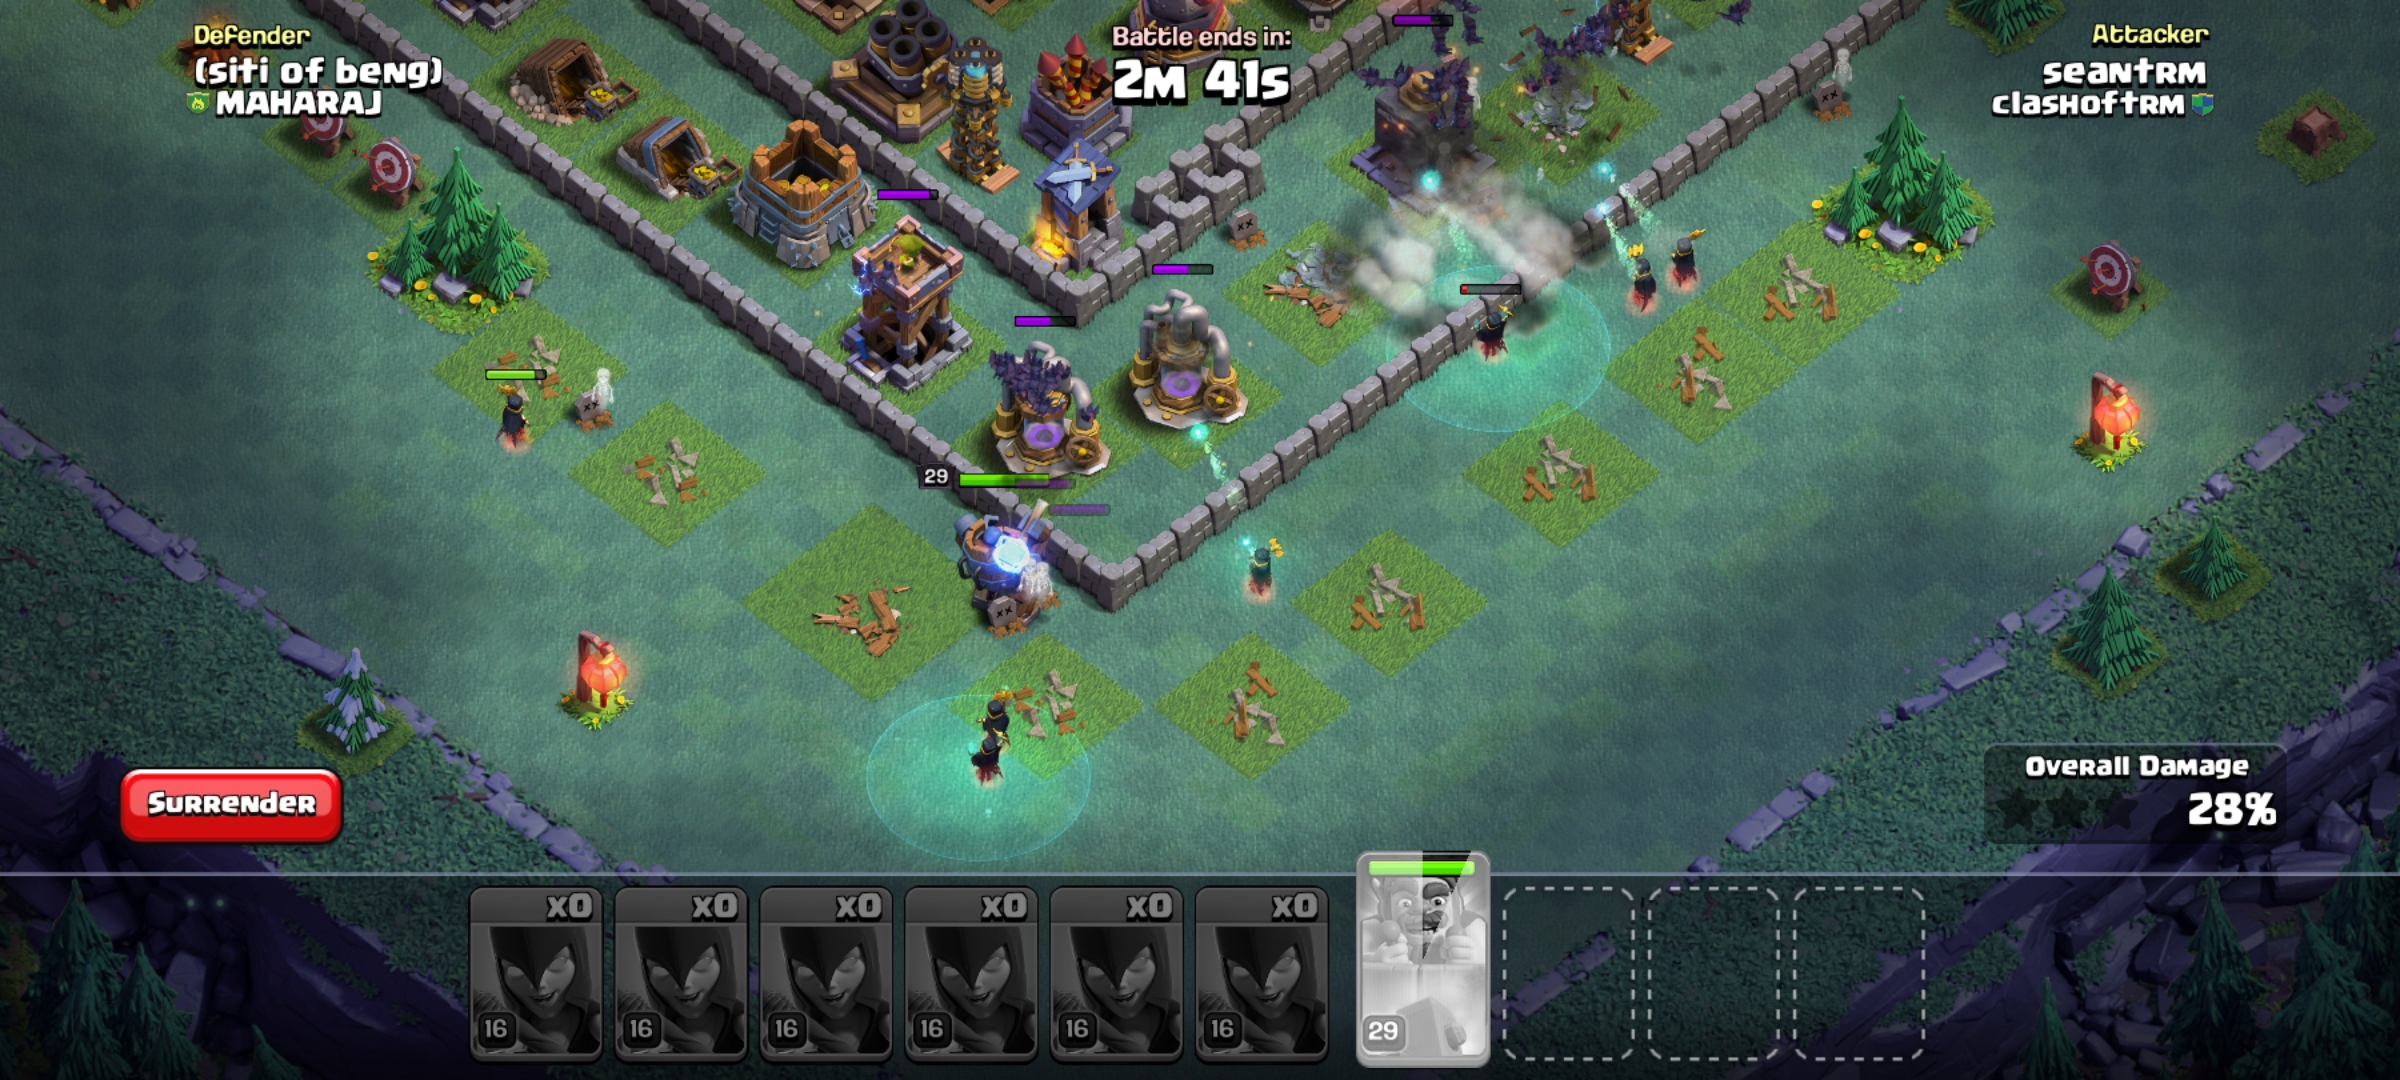 Defender
(siti of beng)
MAHARAJ
Battle ends in:
2M 41s
Attacker
seantRM
clashoftRM
29
Surrender
Overall Damage
28%
x0
x0
x0
x0
x0
x0
16
16
16
16
16
16
29